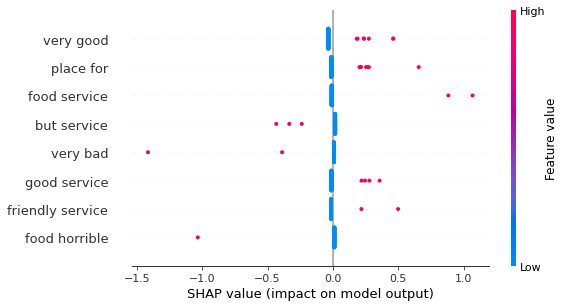 High
very good
place for
food service
but service
very bad
good service
friendly service
food horrible
Feature value
Low
−1.5 −1.0 −0.5 0.0 0.5 1.0
SHAP value (impact on model output)